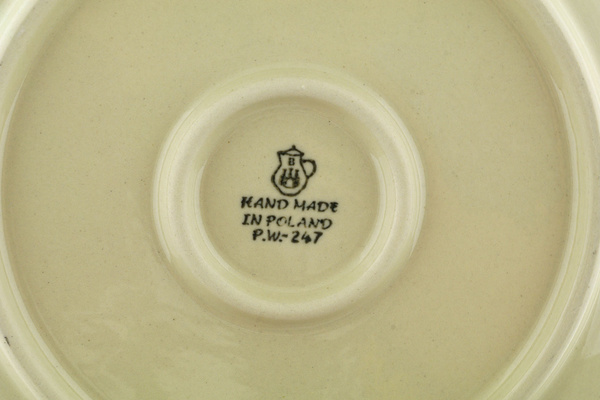 B
HAND MADE
IN POLAND
P.W.-247